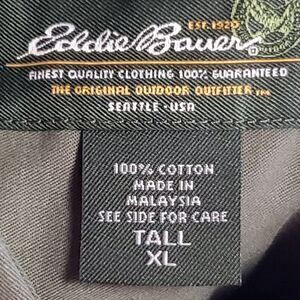 EST. 1920
Eddie Bauer
FINEST QUALITY CLOTHING 100% GUARANTEED
THE ORIGINAL OUTDOOR OUTFITTER TM
SEATTLE · USA
100% COTTON
MADE IN
MALAYSIA
SEE SIDE FOR CARE
TALL
XL